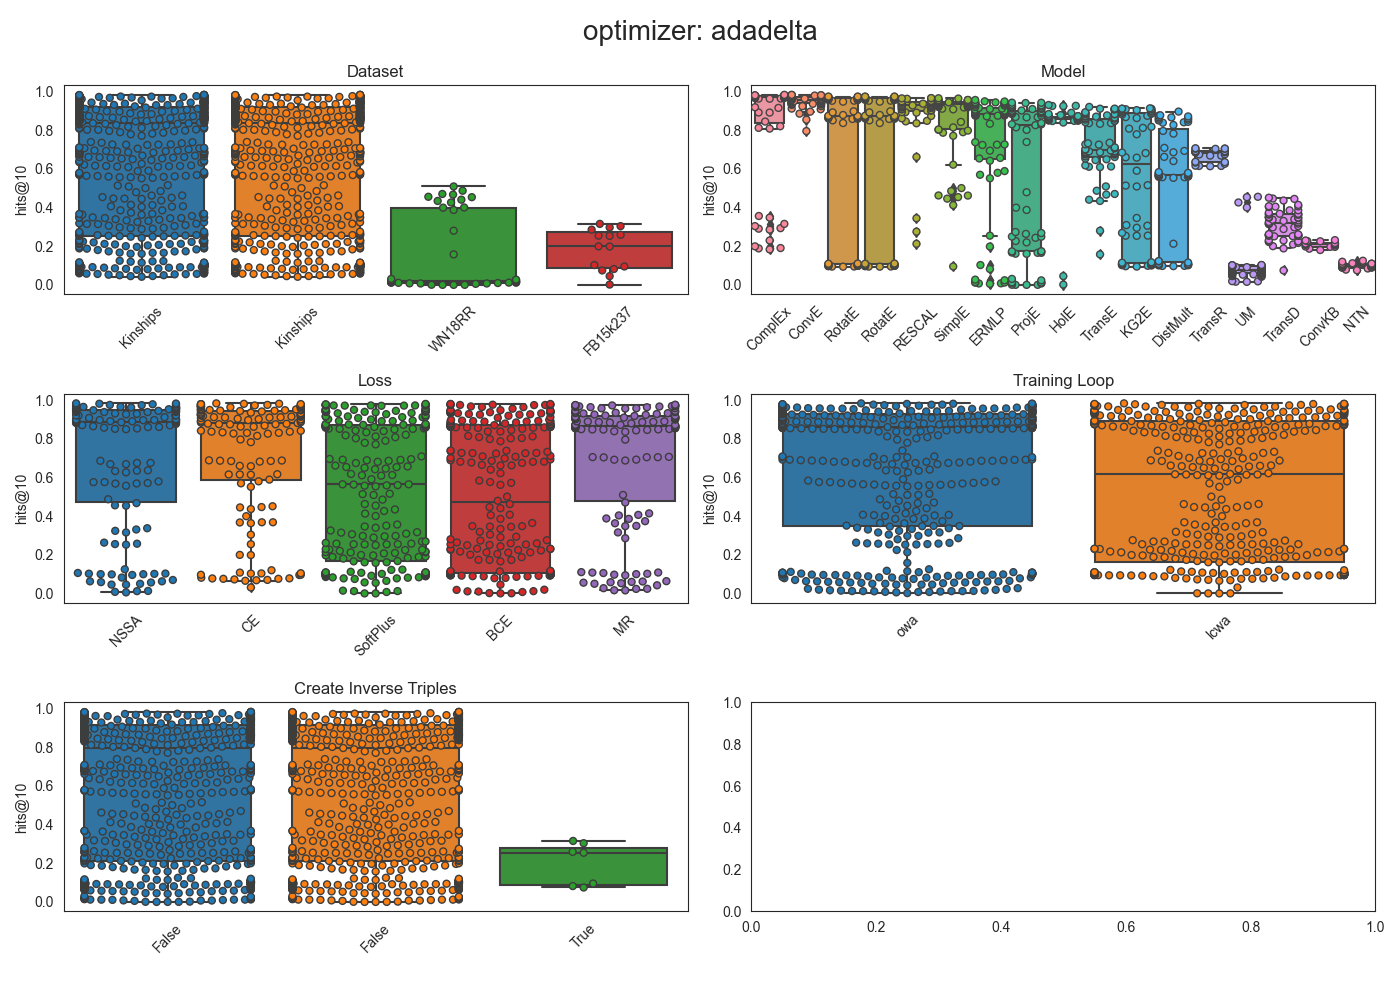 optimizer: adadelta
Dataset
hits@10
1.0
0.8
0.6
0.4
0.2
0.0
Kinships Kinships WN18RR FB15k237
Model
hits@10
1.0
0.8
0.6
0.4
0.2
0.0
ComplEx ConvE RotatE RotatE RESCAL SimplE ERMLP ProjE HolE TransE KG2E DistMult TransR UM TransD ConvKB NTN
Loss
hits@10
1.0
0.8
0.6
0.4
0.2
0.0
NSSA CE SoftPlus BCE MR
Training Loop
hits@10
1.0
0.8
0.6
0.4
0.2
0.0
owa lcwa
Create Inverse Triples
hits@10
1.0
0.8
0.6
0.4
0.2
0.0
False False True
1.0
0.8
0.6
0.4
0.2
0.0
0.0 0.2 0.4 0.6 0.8 1.0